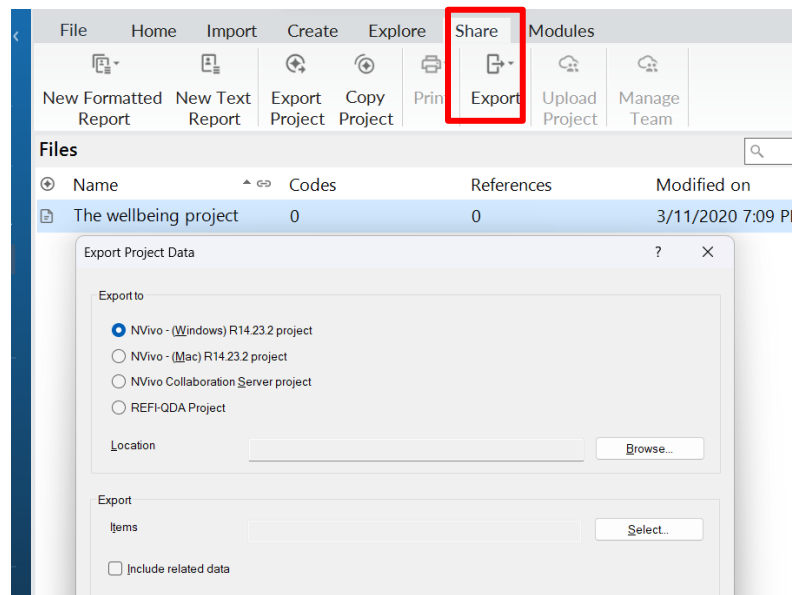 File Home Import Create Explore Share Modules
New Formatted Report New Text Report Export Project Copy Project Prin Export Upload Project Manage Team
Files
Name Codes References Modified on
The wellbeing project 0 0 3/11/2020 7:09 P
Export Project Data ?
Export to
NVivo - (Windows) R14.23.2 project
NVivo - (Mac) R14.23.2 project
NVivo Collaboration Server project
REFI-QDA Project
Location Browse...
Export
Items Select...
Include related data